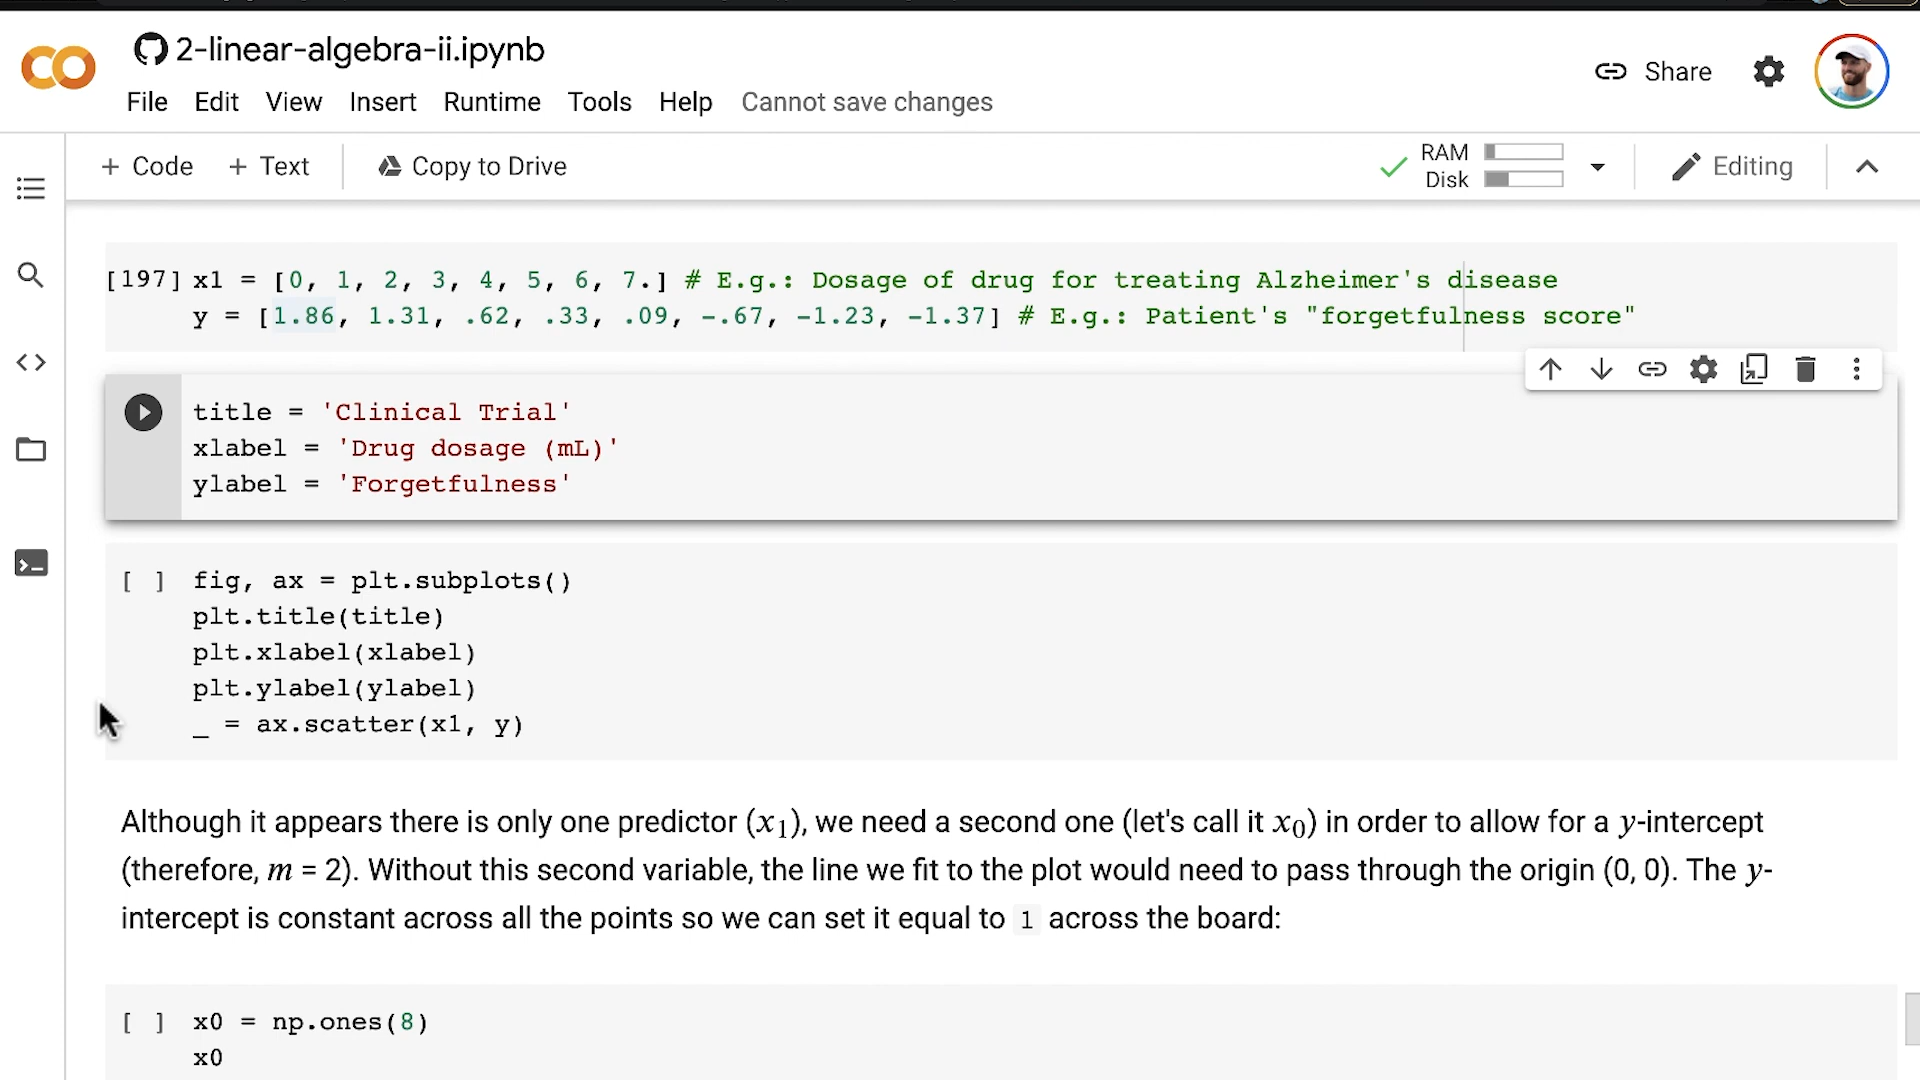 2-linear-algebra-ii.ipynb
Share
File Edit View Insert Runtime Tools Help Cannot save changes
+ Code + Text Copy to Drive
RAM
Disk
Editing
[197] x1 = [0, 1, 2, 3, 4, 5, 6, 7.] # E.g.: Dosage of drug for treating Alzheimer's disease
y = [1.86, 1.31, .62, .33, .09, -.67, -1.23, -1.37] # E.g.: Patient's "forgetfulness score"
title = 'Clinical Trial'
xlabel = 'Drug dosage (mL)'
ylabel = 'Forgetfulness'
[ ] fig, ax = plt.subplots()
plt.title(title)
plt.xlabel(xlabel)
plt.ylabel(ylabel)
_ = ax.scatter(x1, y)
Although it appears there is only one predictor (x₁), we need a second one (let's call it x₀) in order to allow for a y-intercept
(therefore, m = 2). Without this second variable, the line we fit to the plot would need to pass through the origin (0, 0). The y-
intercept is constant across all the points so we can set it equal to 1 across the board:
[ ] x0 = np.ones(8)
x0